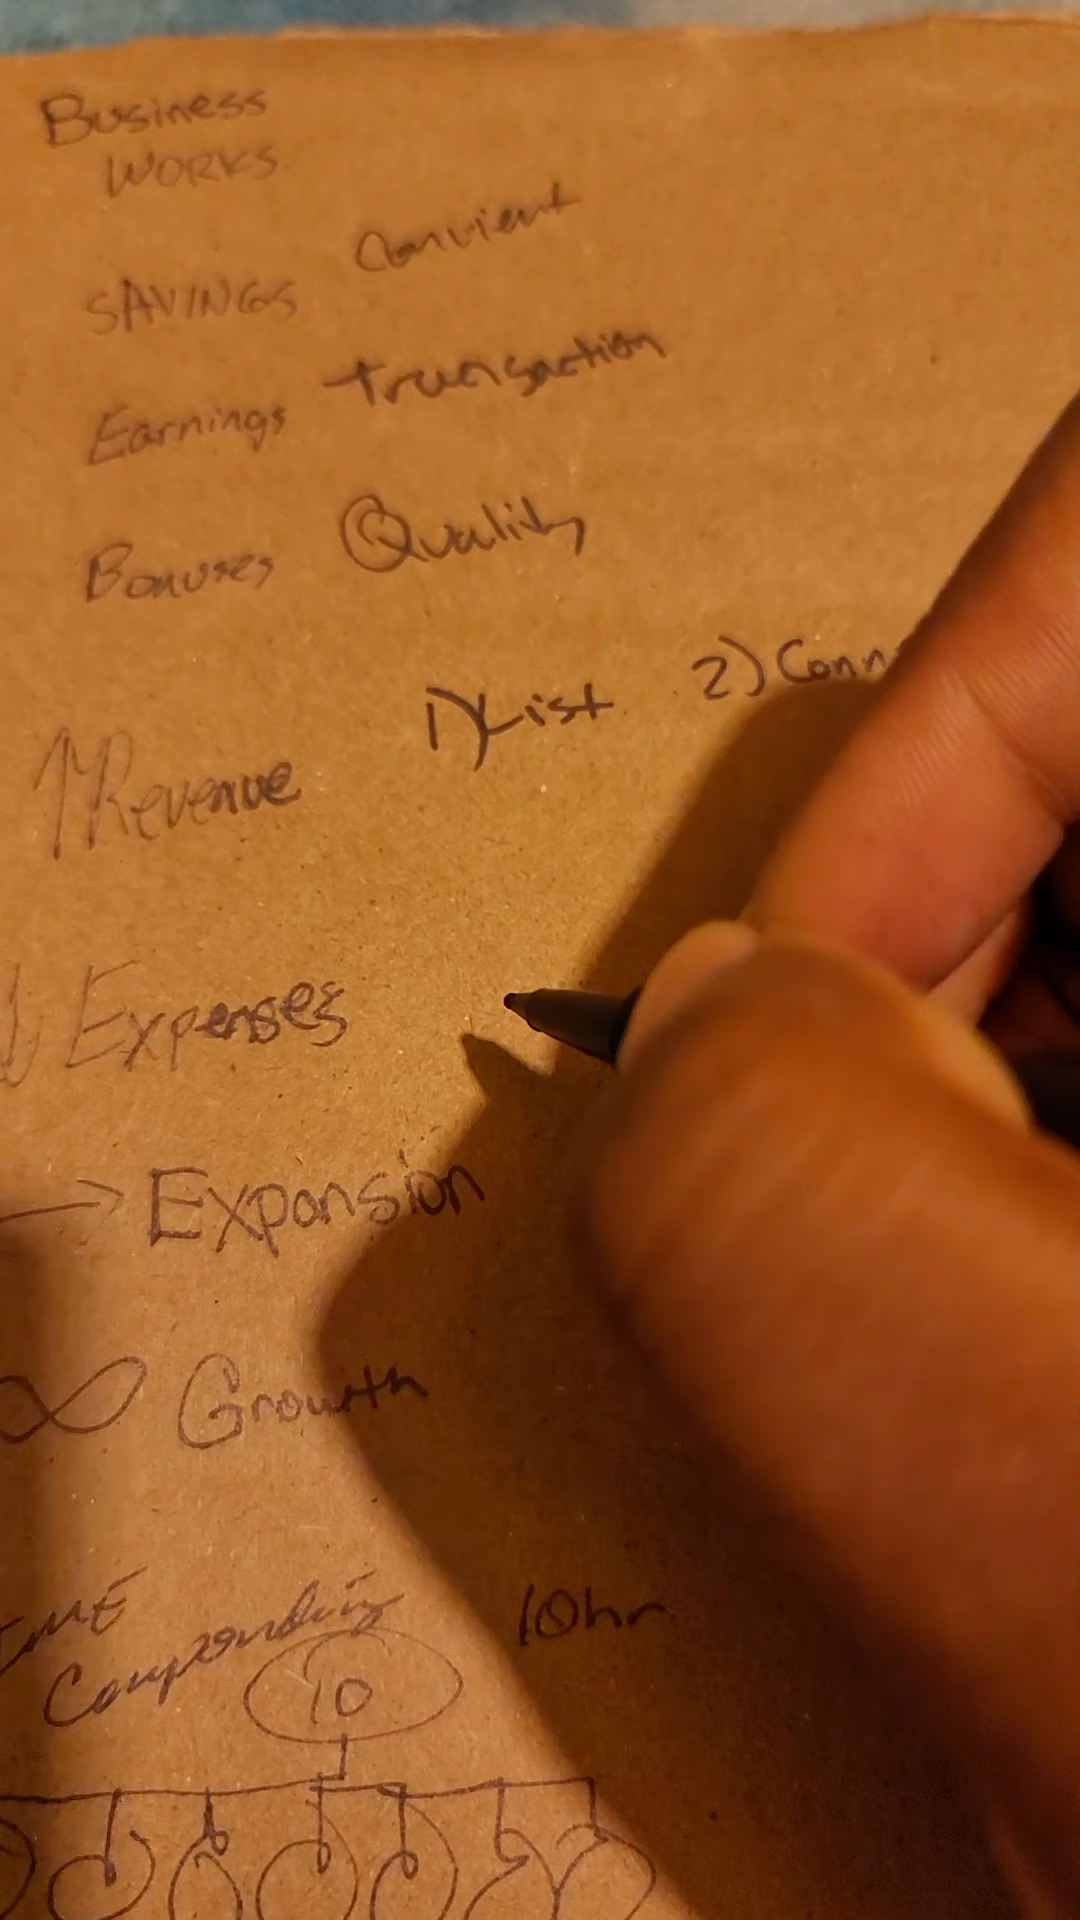 Business
WORKS
Convient
SAVINGS
Transaction
Earnings
Quality
Bonuses
1) List 2) Conn
↑ Revenue
↓ Expenses
→ Expansion
∞ Growth
Compounding 10hr
10